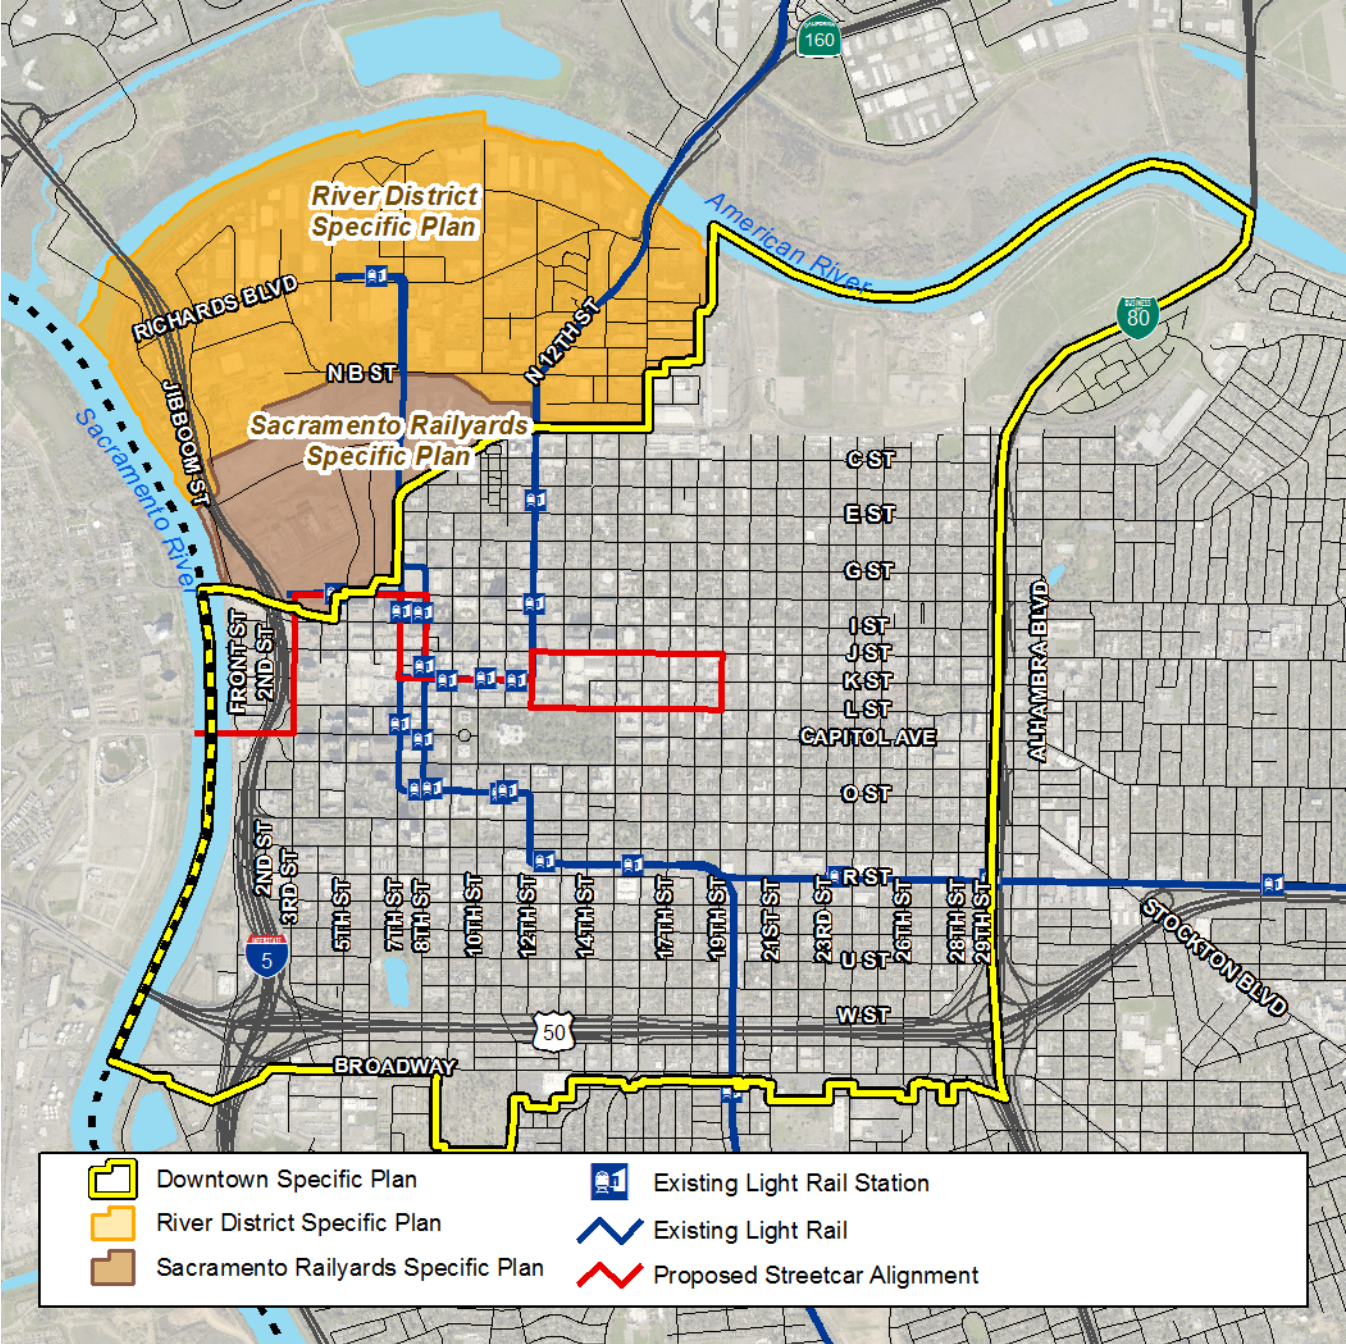 CALIFORNIA
160
River District
Specific Plan
American River
RICHARDS BLVD
BUSINESS
80
N 12TH ST
N B ST
JIBBOOM ST
Sacramento Railyards
Specific Plan
Sacramento River
C ST
E ST
G ST
I ST
J ST
K ST
L ST
CAPITOL AVE
O ST
R ST
U ST
W ST
ALHAMBRA BLVD
FRONT ST
2ND ST
2ND ST
3RD ST
5TH ST
7TH ST
8TH ST
10TH ST
12TH ST
14TH ST
17TH ST
19TH ST
21ST ST
23RD ST
26TH ST
28TH ST
29TH ST
STOCKTON BLVD
5
50
BROADWAY
Downtown Specific Plan
River District Specific Plan
Sacramento Railyards Specific Plan
Existing Light Rail Station
Existing Light Rail
Proposed Streetcar Alignment